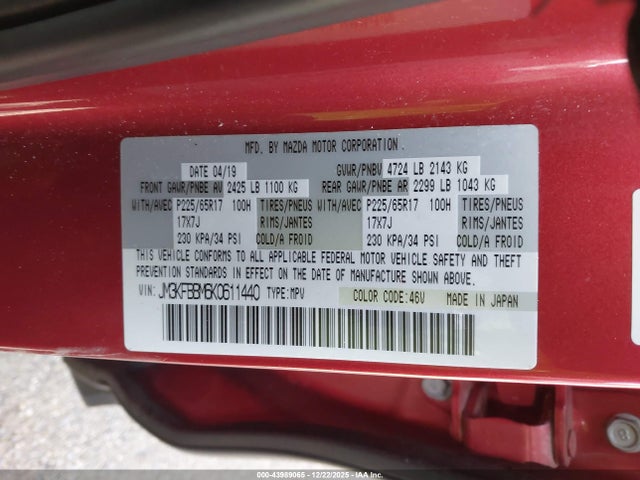 MFD. BY MAZDA MOTOR CORPORATION.
DATE 04/19 GVWR/PNBV 4724 LB 2143 KG
FRONT GAWR/PNBE AV 2425 LB 1100 KG REAR GAWR/PNBE AR 2299 LB 1043 KG
WITH/AVEC P225/65R17 100H TIRES/PNEUS WITH/AVEC P225/65R17 100H TIRES/PNEUS
17X7J RIMS/JANTES 17X7J RIMS/JANTES
230 KPA/34 PSI COLD/A FROID 230 KPA/34 PSI COLD/A FROID
THIS VEHICLE CONFORMS TO ALL APPLICABLE FEDERAL MOTOR VEHICLE SAFETY AND THEFT
PREVENTION STANDARDS IN EFFECT ON THE DATE OF MANUFACTURE SHOWN ABOVE.
VIN: JM3KFBBM6K0611440 TYPE:MPV COLOR CODE:46V MADE IN JAPAN
000-43989065 - 12/22/2025 - IAA Inc.